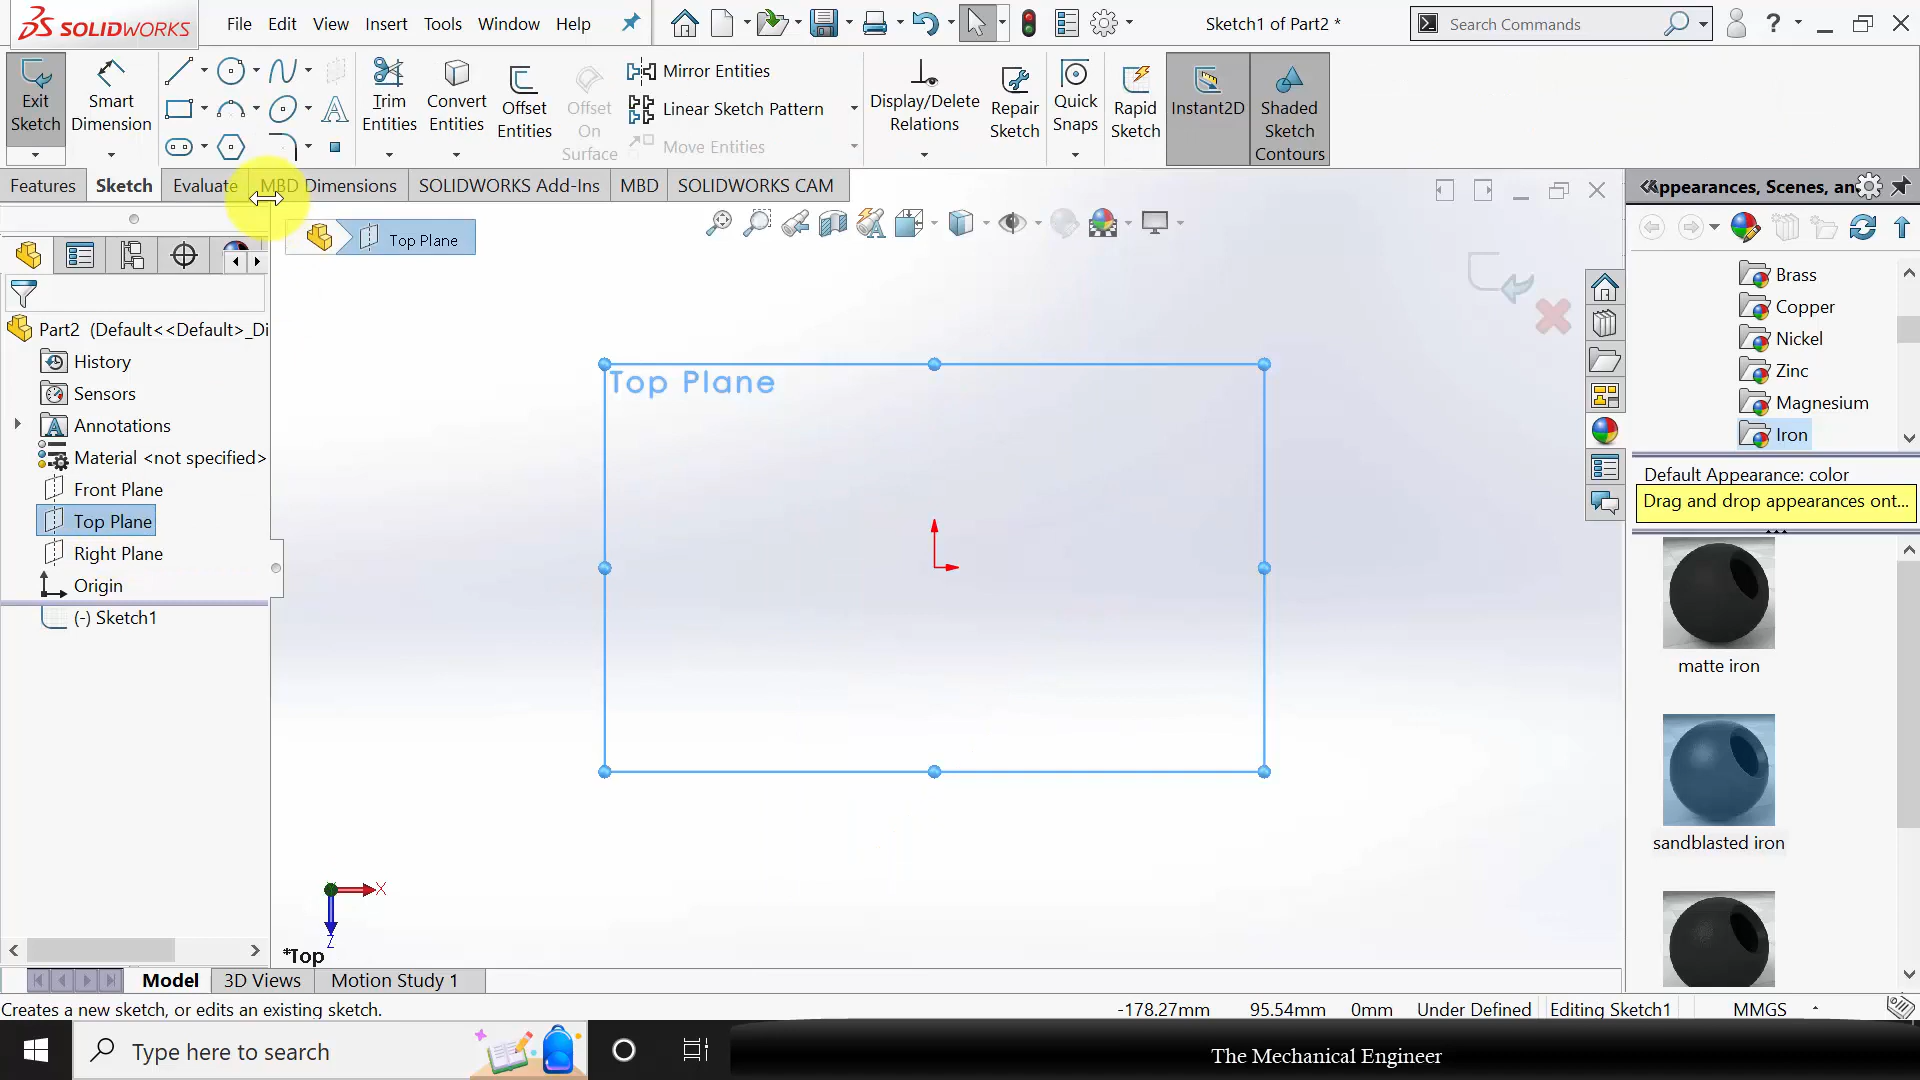 SOLIDWORKS
File Edit View Insert Tools Window Help
Sketch1 of Part2 *
Search Commands
Exit Sketch
Smart Dimension
Trim Entities
Convert Entities
Offset Entities
Offset On Surface
Mirror Entities
Linear Sketch Pattern
Move Entities
Display/Delete Relations
Repair Sketch
Quick Snaps
Rapid Sketch
Instant2D
Shaded Sketch Contours
Features Sketch Evaluate MBD Dimensions SOLIDWORKS Add-Ins MBD SOLIDWORKS CAM
Top Plane
Part2 (Default<<Default>_Di
History
Sensors
Annotations
Material <not specified>
Front Plane
Top Plane
Right Plane
Origin
(-) Sketch1
Top Plane
X
Z
*Top
Appearances, Scenes, an
Brass
Copper
Nickel
Zinc
Magnesium
Iron
Default Appearance: color
Drag and drop appearances ont...
matte iron
sandblasted iron
Model 3D Views Motion Study 1
Creates a new sketch, or edits an existing sketch.
-178.27mm 95.54mm 0mm Under Defined Editing Sketch1 MMGS
Type here to search
The Mechanical Engineer